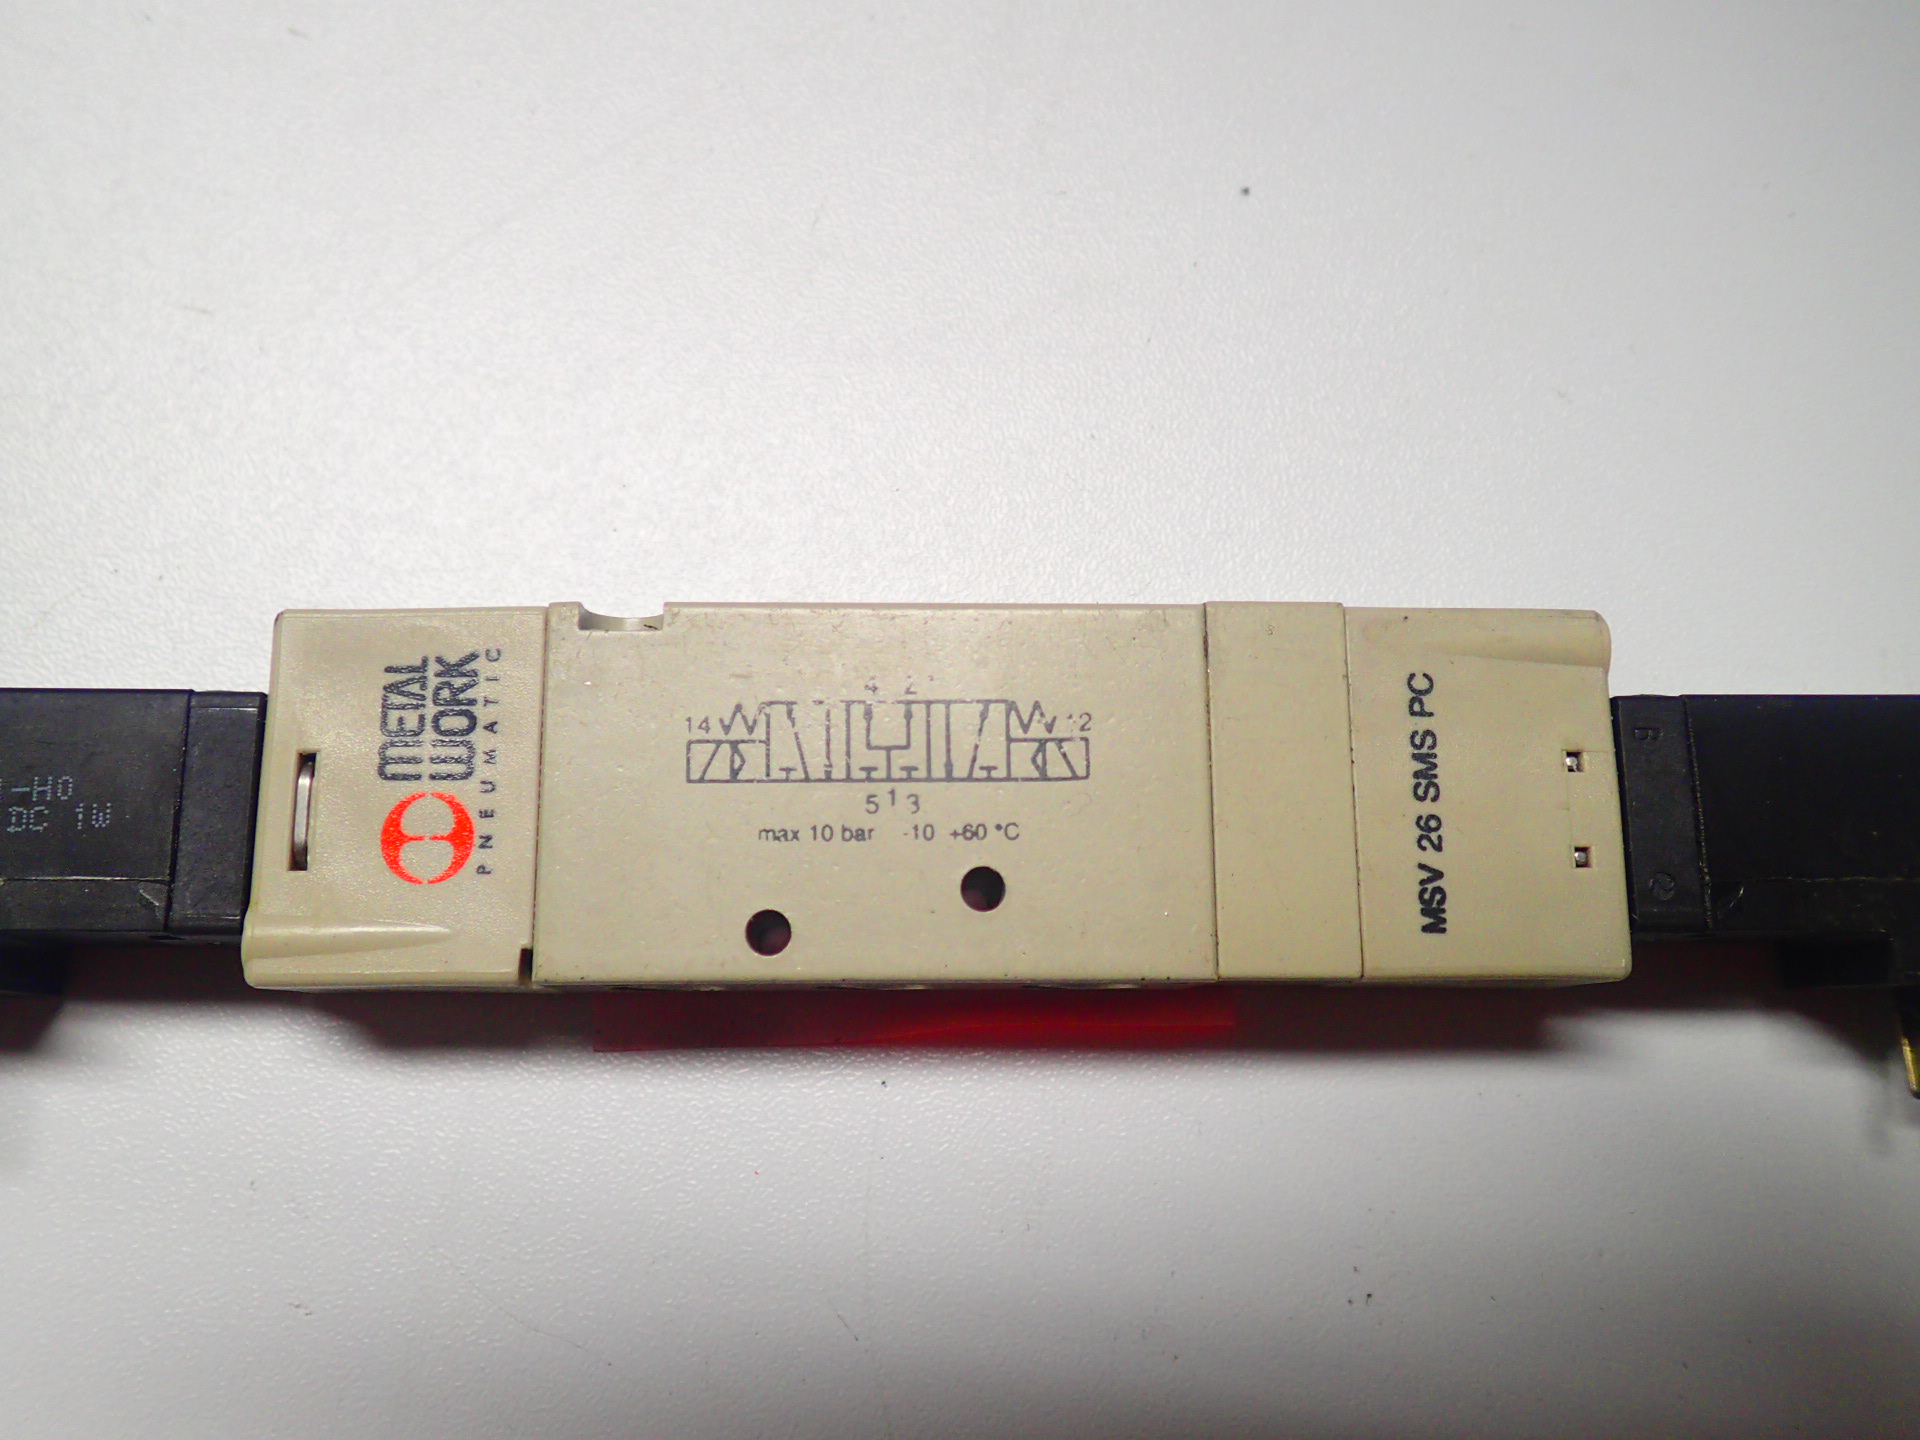 METAL
WORK
PNEUMATIC
4 2
14 12
5 1 3
max 10 bar -10 +60 °C
MSV 26 SMS PC
DC 1W